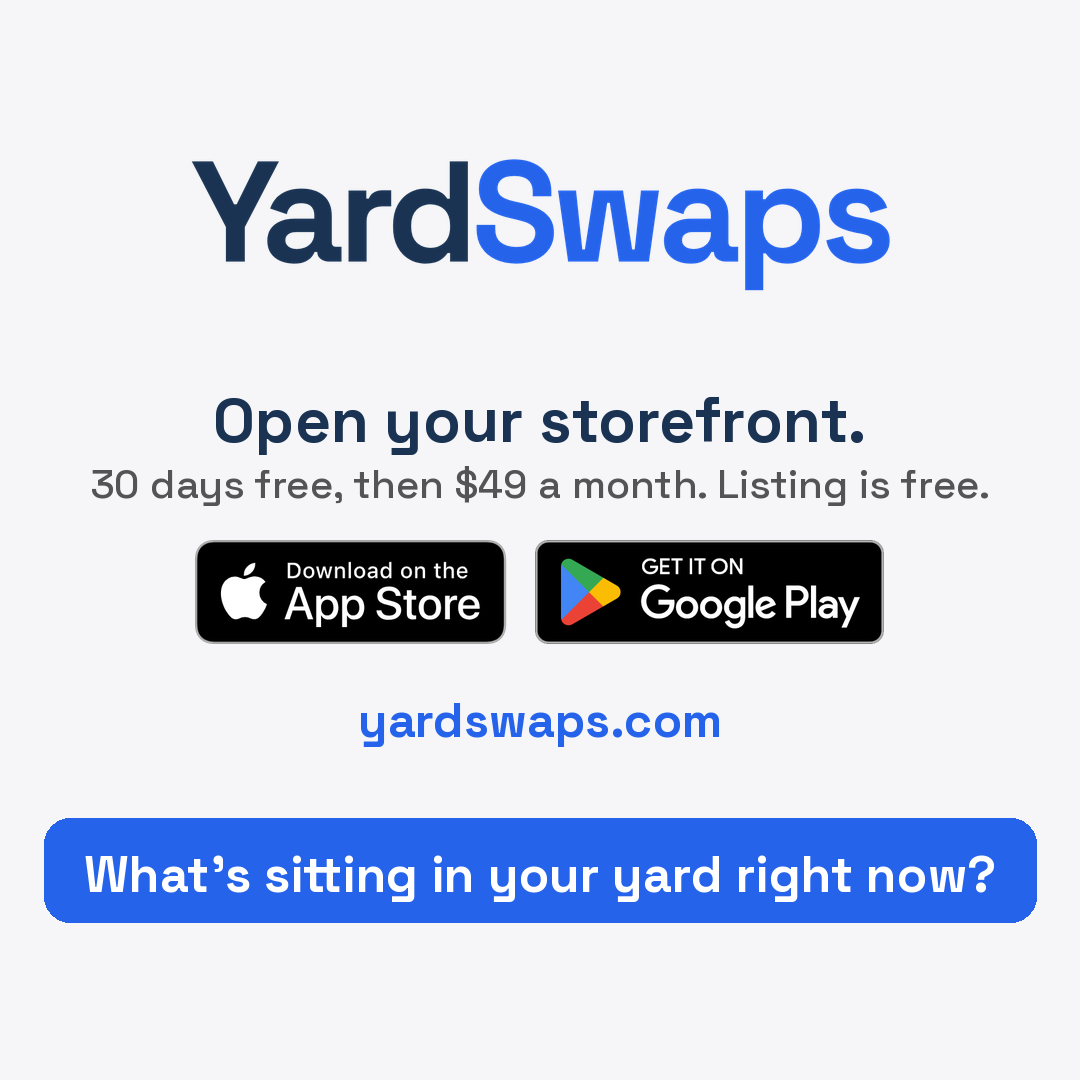 YardSwaps
Open your storefront.
30 days free, then $49 a month. Listing is free.
Download on the
App Store
GET IT ON
Google Play
yardswaps.com
What's sitting in your yard right now?